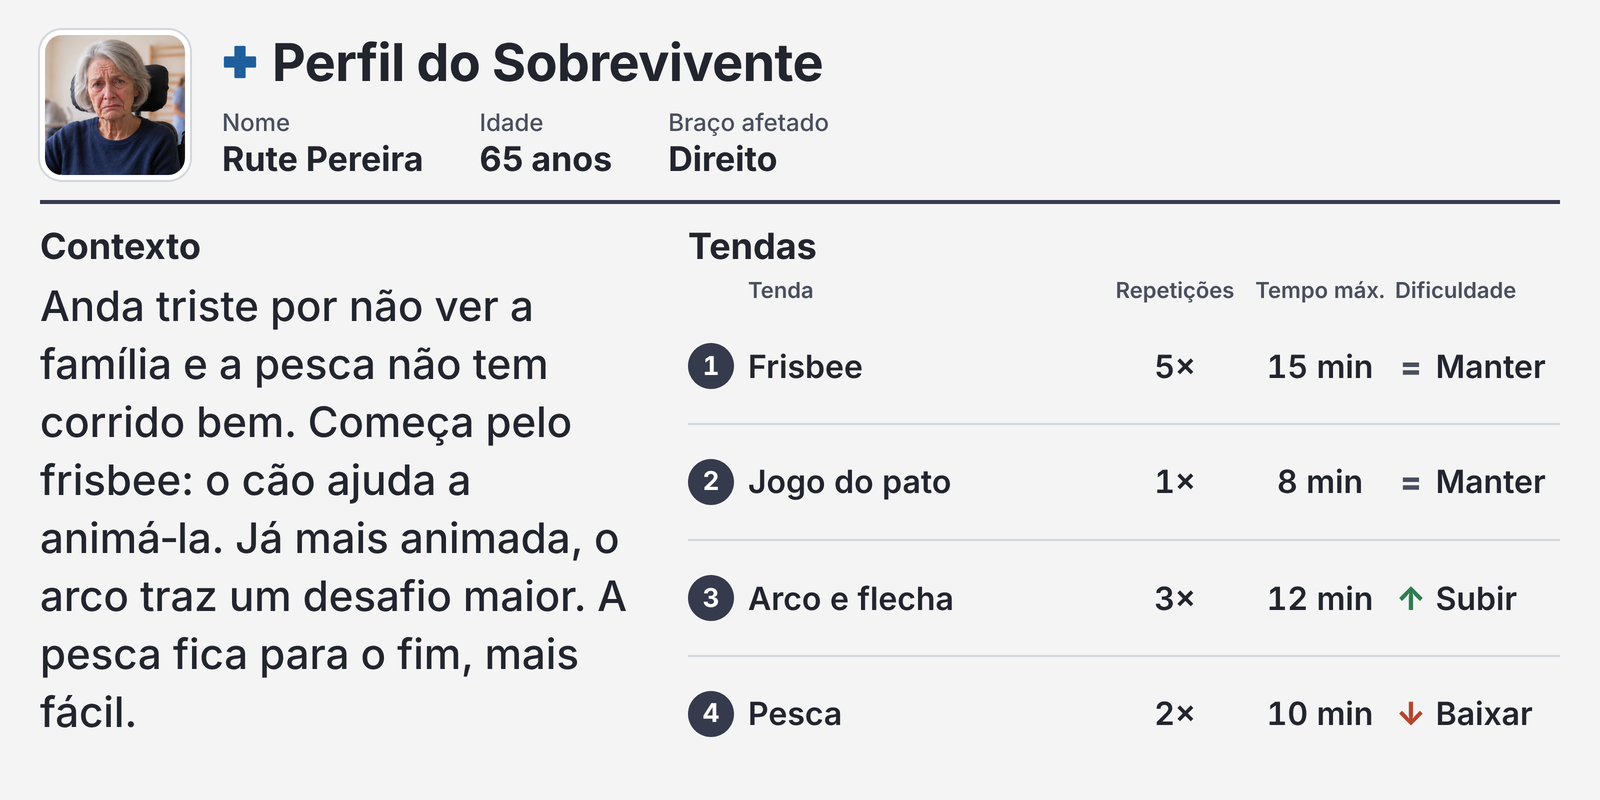 Perfil do Sobrevivente
Nome Idade Braço afetado
Rute Pereira 65 anos Direito
Contexto
Anda triste por não ver a
família e a pesca não tem
corrido bem. Começa pelo
frisbee: o cão ajuda a
animá-la. Já mais animada, o
arco traz um desafio maior. A
pesca fica para o fim, mais
fácil.
Tendas
Tenda Repetições Tempo máx. Dificuldade
1 Frisbee 5× 15 min = Manter
2 Jogo do pato 1× 8 min = Manter
3 Arco e flecha 3× 12 min ↑ Subir
4 Pesca 2× 10 min ↓ Baixar